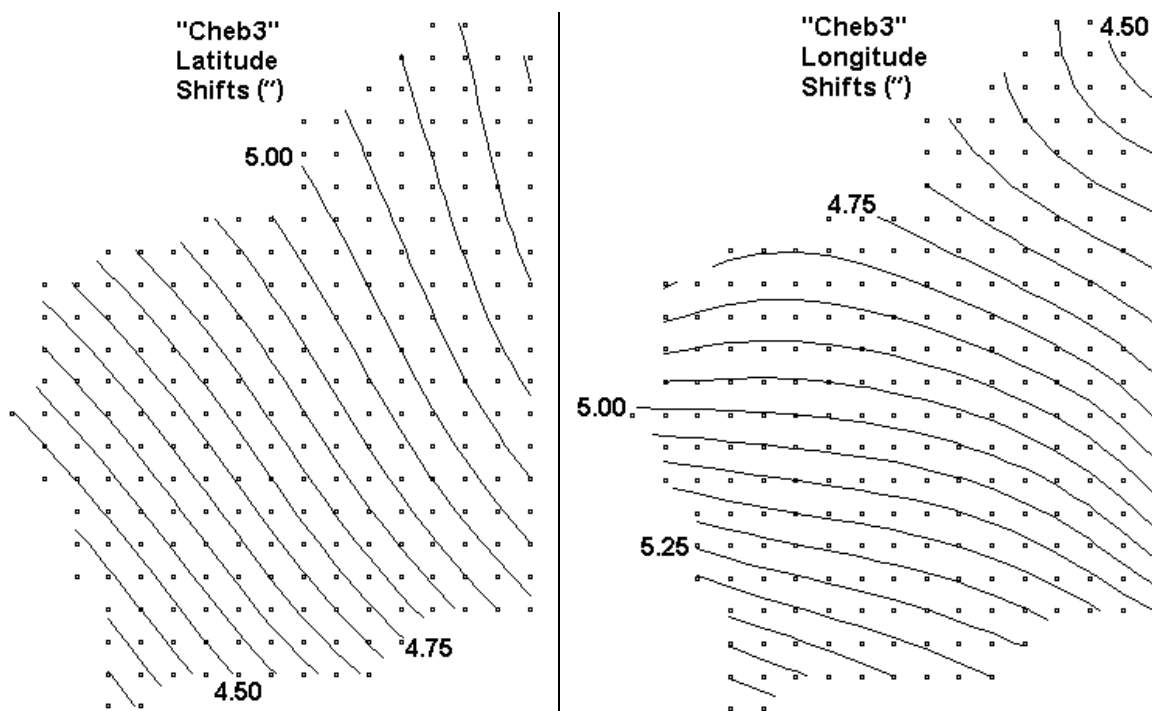 "Cheb3"
Latitude
Shifts (")
5.00
4.75
4.50
"Cheb3"
Longitude
Shifts (")
4.50
4.75
5.00
5.25